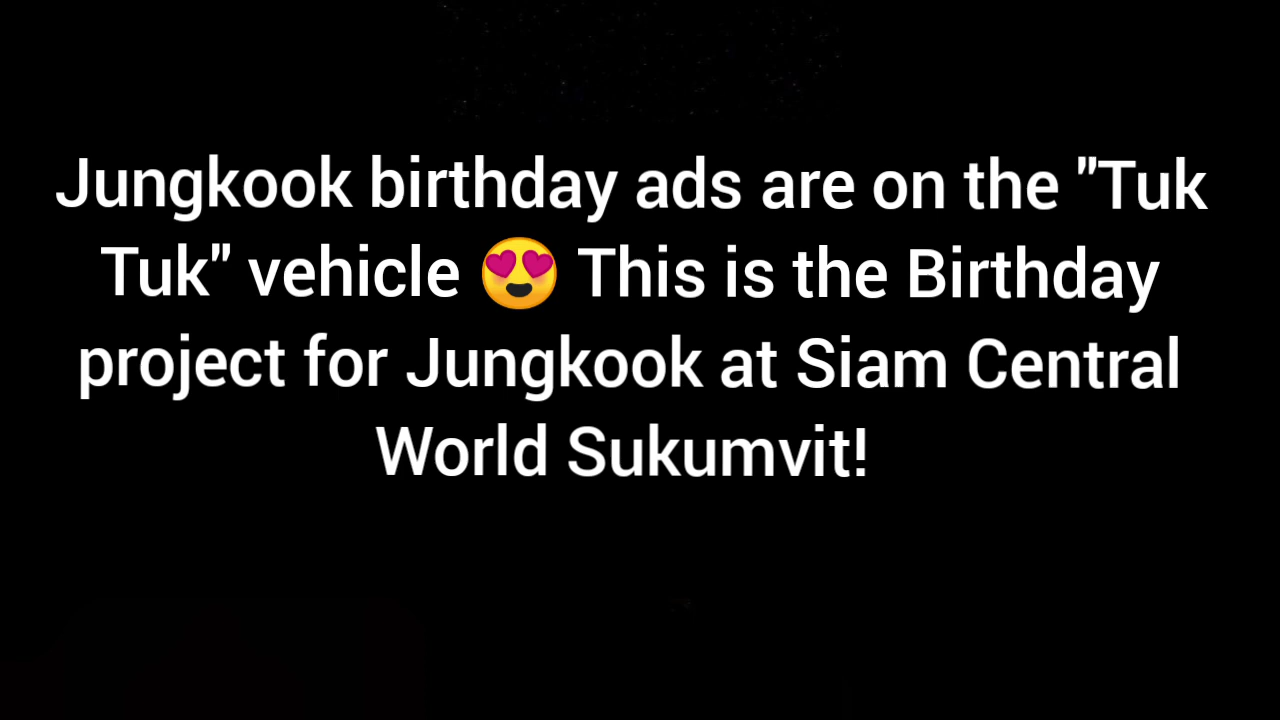 Jungkook birthday ads are on the "Tuk
Tuk" vehicle 😍 This is the Birthday
project for Jungkook at Siam Central
World Sukumvit!